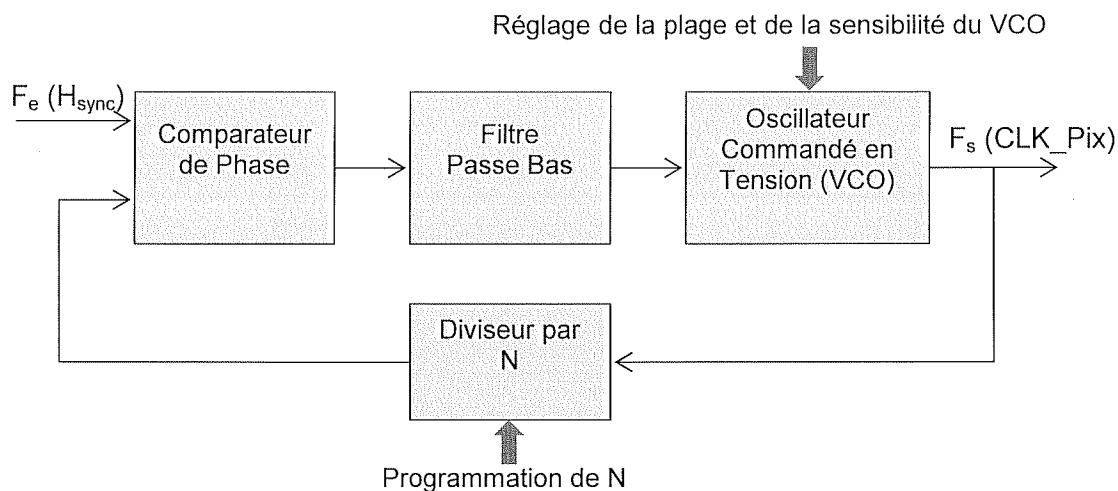 Réglage de la plage et de la sensibilité du VCO
Fe (Hsync)
Comparateur
de Phase
Filtre
Passe Bas
Oscillateur
Commandé en
Tension (VCO)
Fs (CLK_Pix)
Diviseur par
N
Programmation de N